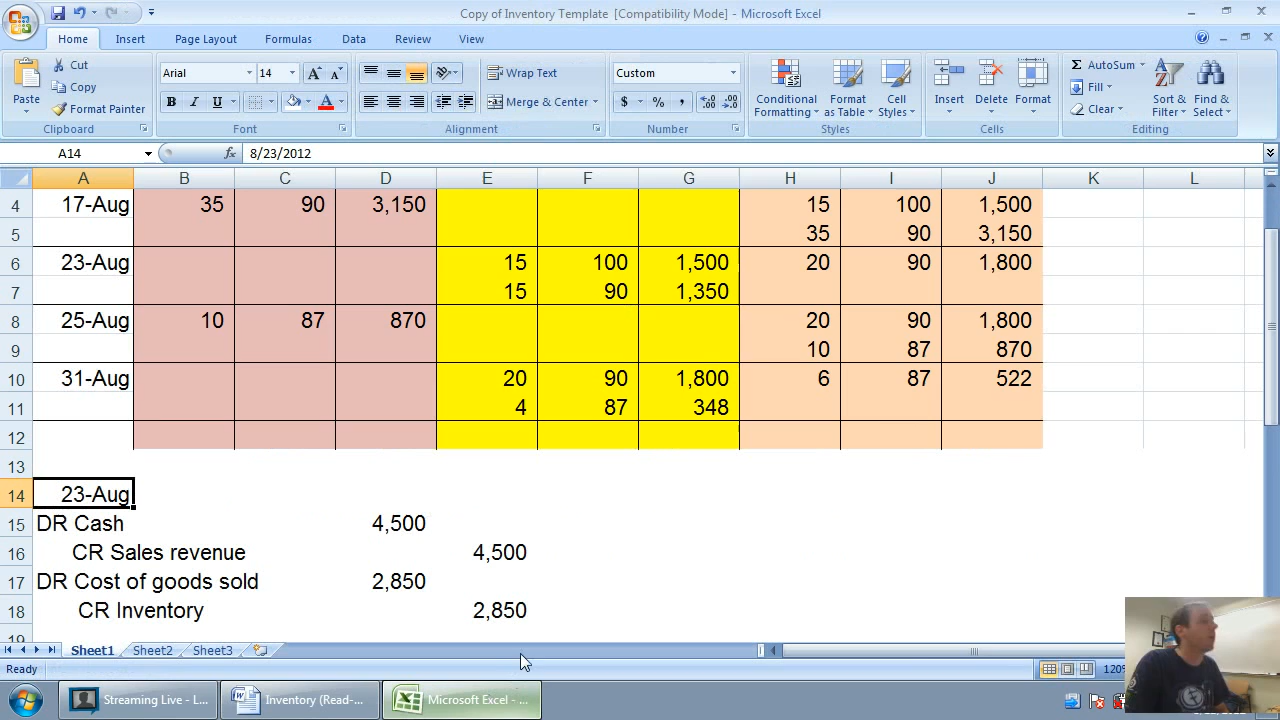 Copy of Inventory Template [Compatibility Mode] - Microsoft Excel
Home Insert Page Layout Formulas Data Review View
Cut Arial 14 Wrap Text Custom AutoSum
Copy Fill
Paste Format Painter B I U Merge & Center $ % , Conditional Formatting Format as Table Cell Styles Insert Delete Format Clear Sort & Filter Find & Select
Clipboard Font Alignment Number Styles Cells Editing
A14 fx 8/23/2012
A B C D E F G H I J K L
4 17-Aug 35 90 3,150 15 100 1,500
5 35 90 3,150
6 23-Aug 15 100 1,500 20 90 1,800
7 15 90 1,350
8 25-Aug 10 87 870 20 90 1,800
9 10 87 870
10 31-Aug 20 90 1,800 6 87 522
11 4 87 348
12
13
14 23-Aug
15 DR Cash 4,500
16 CR Sales revenue 4,500
17 DR Cost of goods sold 2,850
18 CR Inventory 2,850
19
Sheet1 Sheet2 Sheet3
Ready 120%
Streaming Live - L... Inventory (Read-... Microsoft Excel - ...